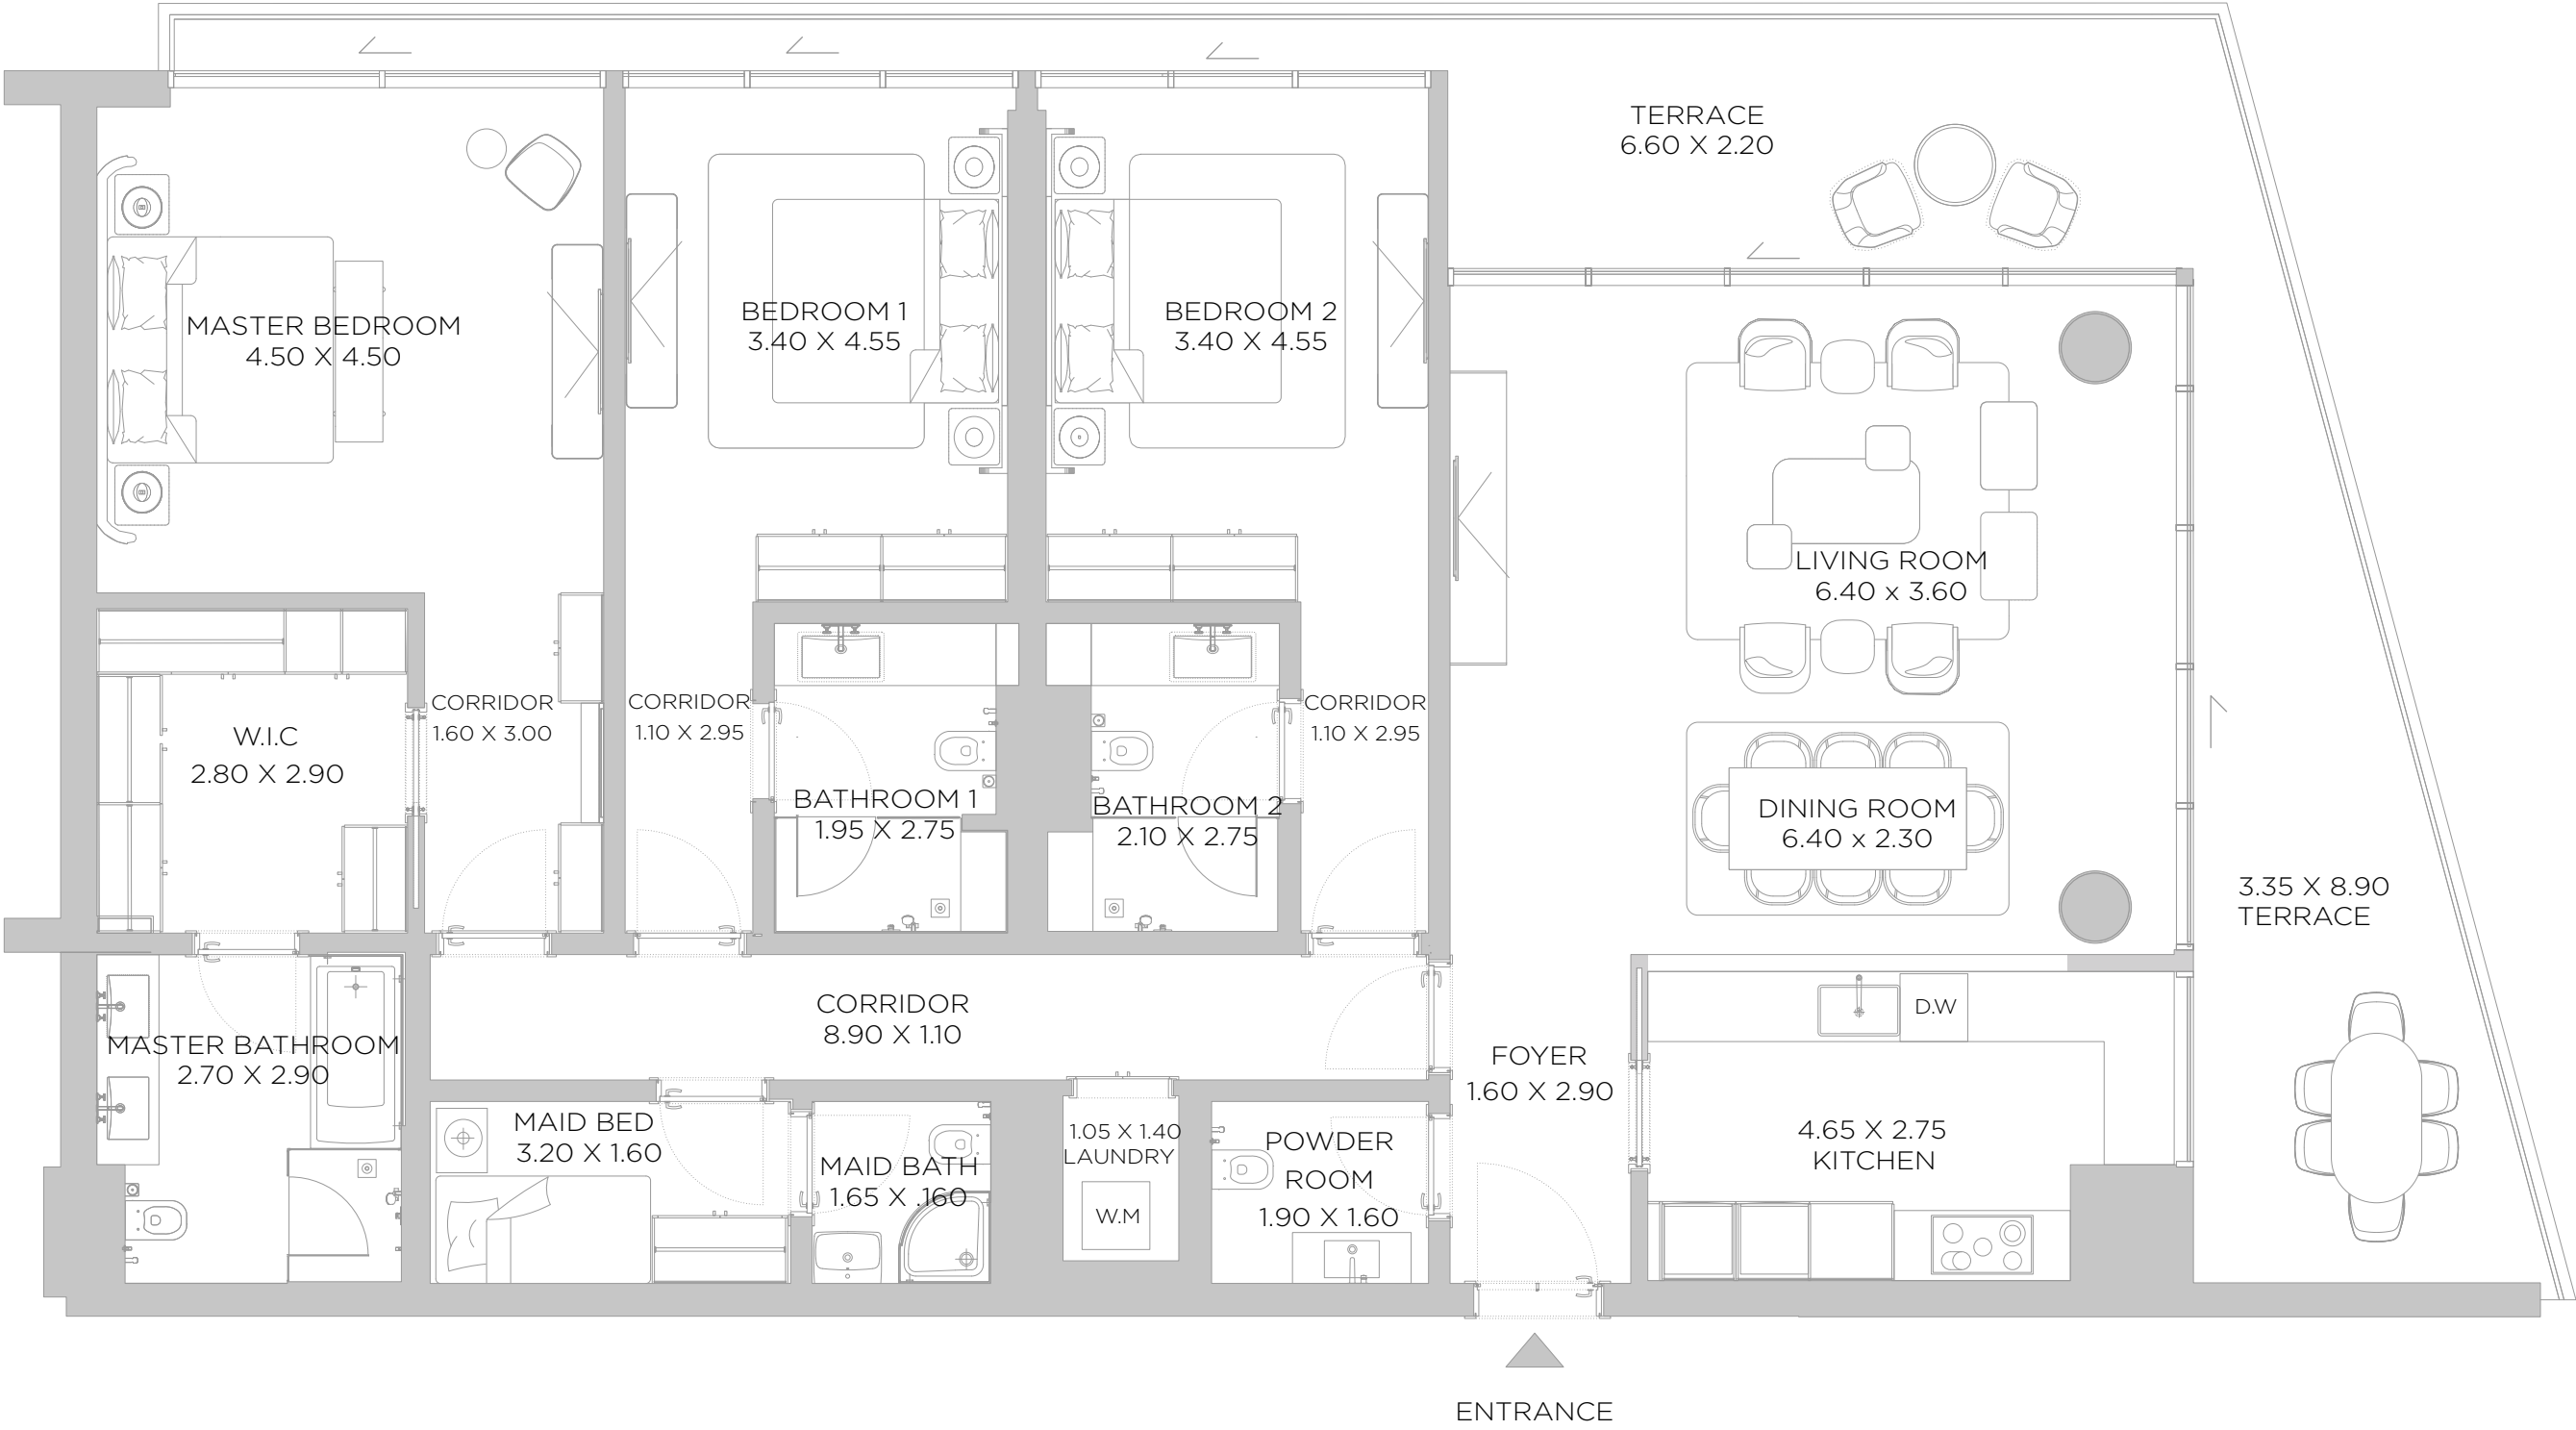 TERRACE
6.60 X 2.20
MASTER BEDROOM
4.50 X 4.50
BEDROOM 1
3.40 X 4.55
BEDROOM 2
3.40 X 4.55
LIVING ROOM
6.40 x 3.60
W.I.C
2.80 X 2.90
CORRIDOR
1.60 X 3.00
CORRIDOR
1.10 X 2.95
BATHROOM 1
1.95 X 2.75
BATHROOM 2
2.10 X 2.75
CORRIDOR
1.10 X 2.95
DINING ROOM
6.40 x 2.30
3.35 X 8.90
TERRACE
MASTER BATHROOM
2.70 X 2.90
CORRIDOR
8.90 X 1.10
FOYER
1.60 X 2.90
D.W
4.65 X 2.75
KITCHEN
MAID BED
3.20 X 1.60
MAID BATH
1.65 X .160
1.05 X 1.40
LAUNDRY
W.M
POWDER
ROOM
1.90 X 1.60
ENTRANCE